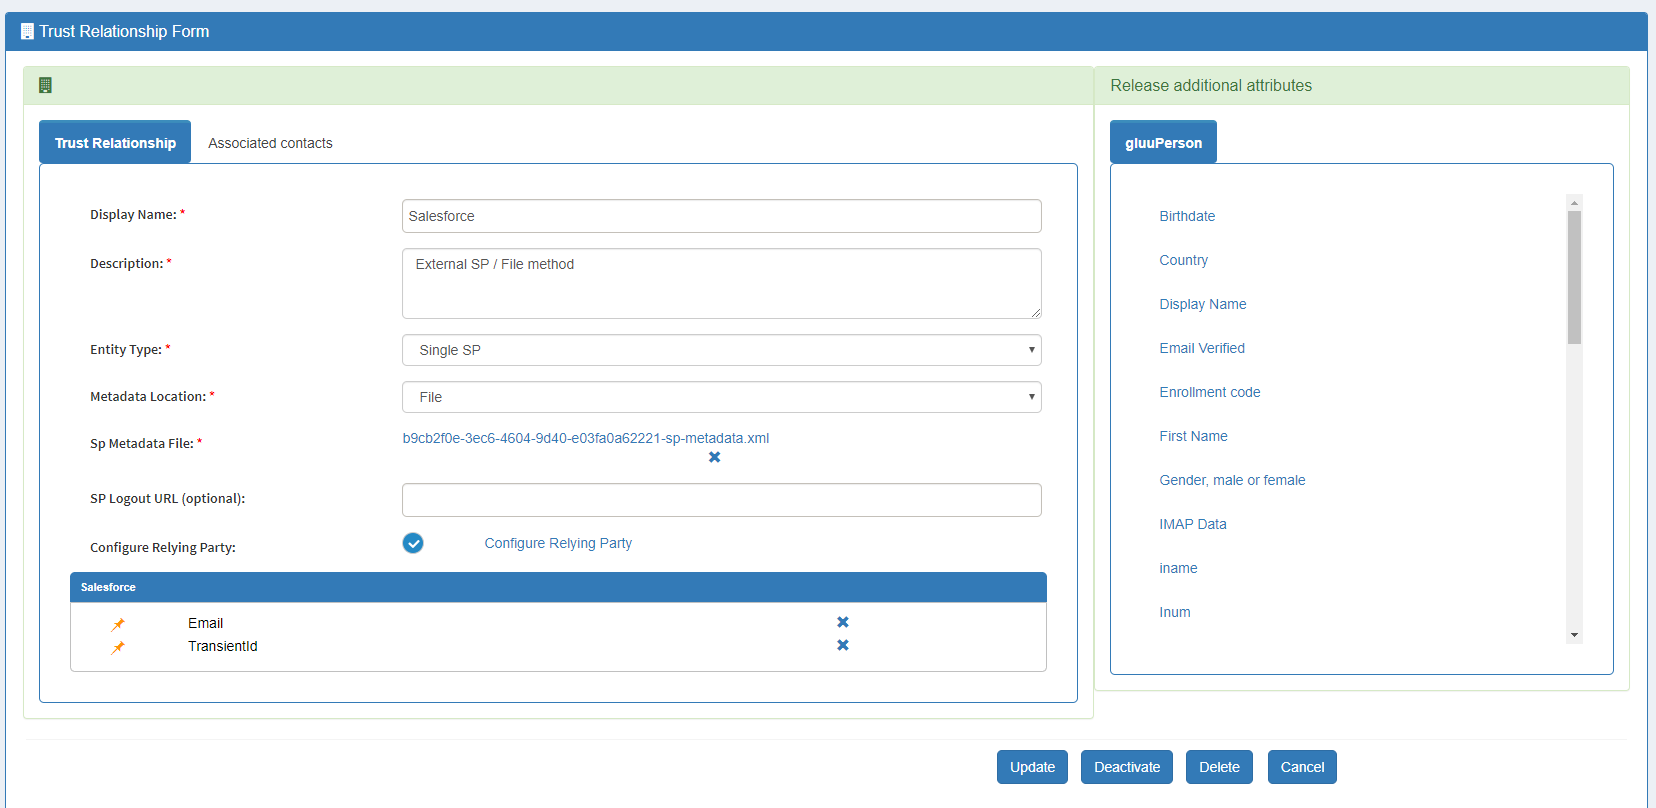 Trust Relationship Form
Release additional attributes
Trust Relationship
Associated contacts
gluuPerson
Display Name: *
Salesforce
Description: *
External SP / File method
Entity Type: *
Single SP
Metadata Location: *
File
Sp Metadata File: *
b9cb2f0e-3ec6-4604-9d40-e03fa0a62221-sp-metadata.xml
SP Logout URL (optional):
Configure Relying Party:
Configure Relying Party
Salesforce
Email
TransientId
Birthdate
Country
Display Name
Email Verified
Enrollment code
First Name
Gender, male or female
IMAP Data
iname
Inum
Update
Deactivate
Delete
Cancel